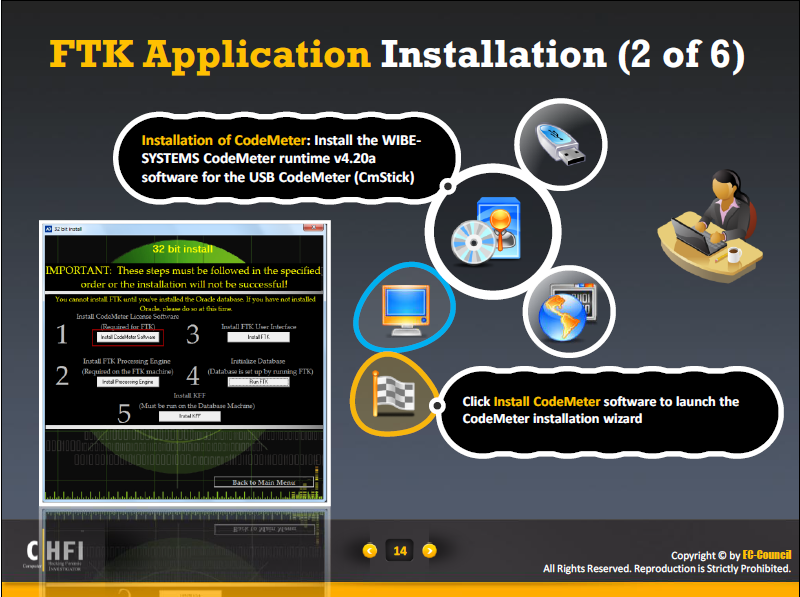 FTK Application Installation (2 of 6)
Installation of CodeMeter: Install the WIBE-
SYSTEMS CodeMeter runtime v4.20a
software for the USB CodeMeter (CmStick)
32 bit install
32 bit install
IMPORTANT: These steps must be followed in the specified
order or the installation will not be successful!
You cannot install FTK until you've installed the Oracle database. If you have not installed
Oracle, please do so at this time.
1
Install CodeMeter License Software
(Required for FTK)
Install CodeMeter Software
3
Install FTK User Interface
Install FTK
2
Install FTK Processing Engine
(Required on the FTK machine)
Install Processing Engine
4
Initialize Database
(Database is set up by running FTK)
Run FTK
5
Install KFF
(Must be run on the Database Machine)
Install KFF
Back to Main Menu
Click Install CodeMeter software to launch the
CodeMeter installation wizard
CHFI
Hacking Forensic
INVESTIGATOR
14
Copyright © by EC-Council
All Rights Reserved. Reproduction is Strictly Prohibited.